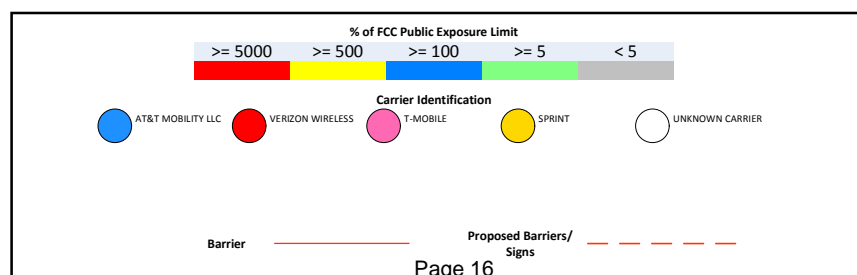 % of FCC Public Exposure Limit
>= 5000 >= 500 >= 100 >= 5 < 5
Carrier Identification
AT&T MOBILITY LLC VERIZON WIRELESS T-MOBILE SPRINT UNKNOWN CARRIER
Barrier Proposed Barriers/
Signs
Page 16